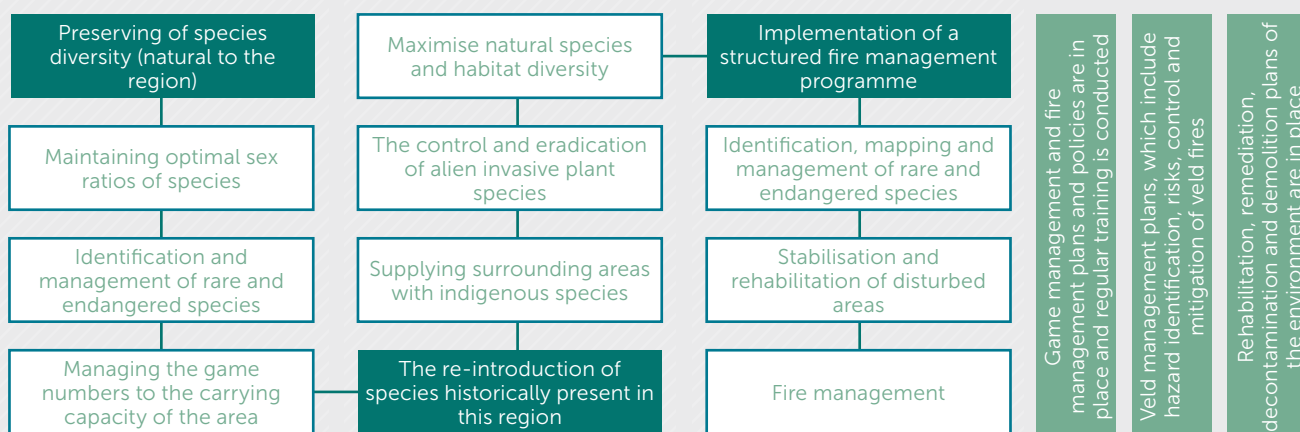 Preserving of species
diversity (natural to the
region)
Maintaining optimal sex
ratios of species
Identification and
management of rare and
endangered species
Managing the game
numbers to the carrying
capacity of the area
Maximise natural species
and habitat diversity
The control and eradication
of alien invasive plant
species
Supplying surrounding areas
with indigenous species
The re-introduction of
species historically present in
this region
Implementation of a
structured fire management
programme
Identification, mapping and
management of rare and
endangered species
Stabilisation and
rehabilitation of disturbed
areas
Fire management
Game management and fire
management plans and policies are in
place and regular training is conducted
Veld management plans, which include
hazard identification, risks, control and
mitigation of veld fires
Rehabilitation, remediation,
decontamination and demolition plans of
the environment are in place